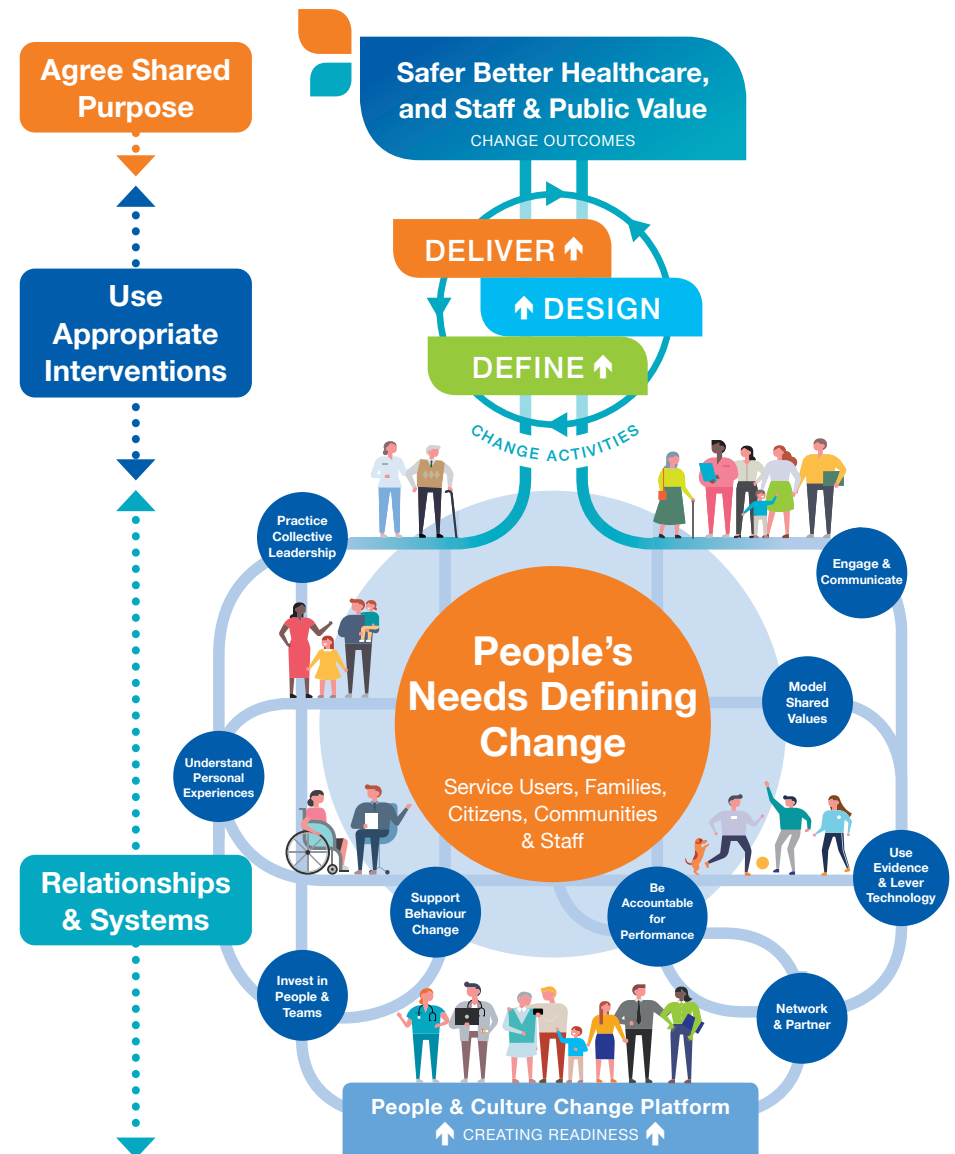 Agree Shared
Purpose
Safer Better Healthcare,
and Staff & Public Value
CHANGE OUTCOMES
DELIVER
DESIGN
DEFINE
CHANGE ACTIVITIES
Use
Appropriate
Interventions
Practice
Collective
Leadership
Engage &
Communicate
People's
Needs Defining
Change
Service Users, Families,
Citizens, Communities
& Staff
Model
Shared
Values
Understand
Personal
Experiences
Relationships
& Systems
Support
Behaviour
Change
Be
Accountable
for
Performance
Use
Evidence
& Lever
Technology
Invest in
People &
Teams
Network
& Partner
People & Culture Change Platform
CREATING READINESS